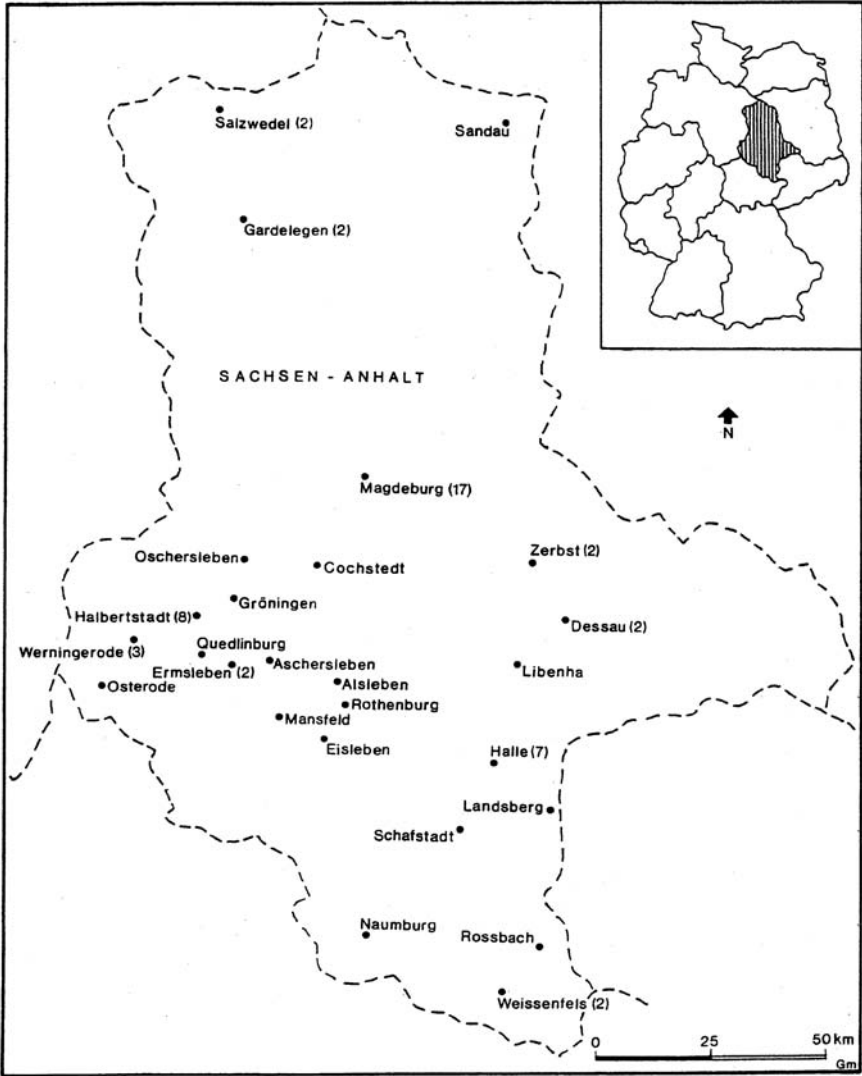 Salzwedel (2)
Sandau
Gardelegen (2)
SACHSEN - ANHALT
N
Magdeburg (17)
Oschersleben
Cochstedt
Zerbst (2)
Gröningen
Halbertstadt (8)
Dessau (2)
Werningerode (3)
Quedlinburg
Aschersleben
Ermsleben (2)
Libenha
Osterode
Alsleben
Rothenburg
Mansfeld
Eisleben
Halle (7)
Landsberg
Schafstadt
Naumburg
Rossbach
Weissenfels (2)
0 25 50 km
Gm